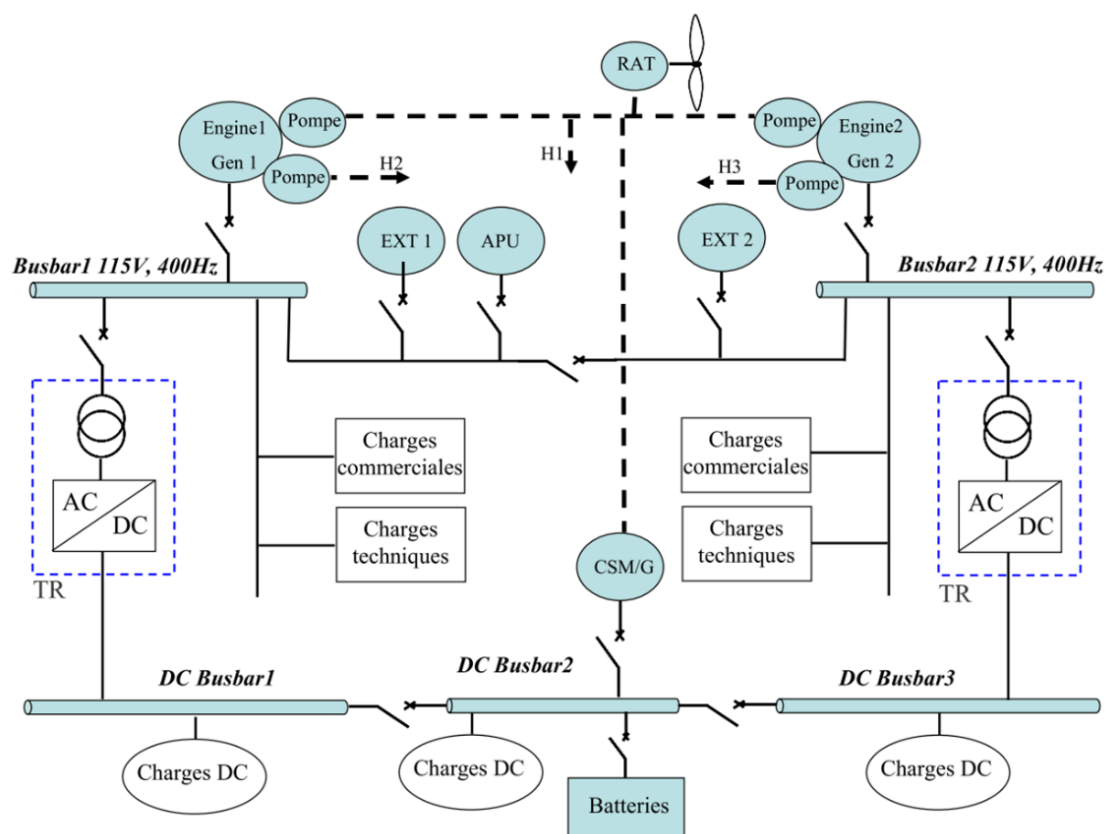 RAT
Engine1
Gen 1
Pompe
Pompe
H2
H1
H3
Pompe
Pompe
Engine2
Gen 2
EXT 1
APU
EXT 2
Busbar1 115V, 400Hz
Busbar2 115V, 400Hz
Charges
commerciales
Charges
techniques
Charges
commerciales
Charges
techniques
AC
DC
TR
AC
DC
TR
CSM/G
DC Busbar1
DC Busbar2
DC Busbar3
Charges DC
Charges DC
Charges DC
Batteries